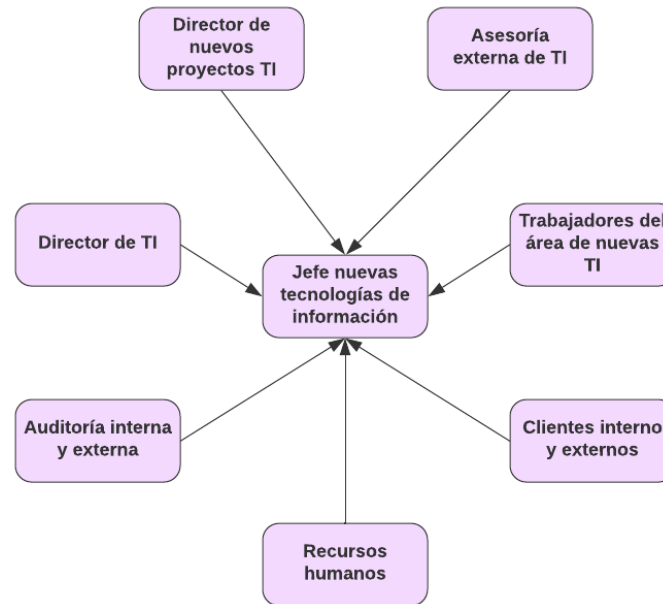 Director de
nuevos
proyectos TI
Asesoría
externa de TI
Director de TI
Jefe nuevas
tecnologías de
información
Trabajadores del
área de nuevas
TI
Auditoría interna
y externa
Clientes interno
y externos
Recursos
humanos